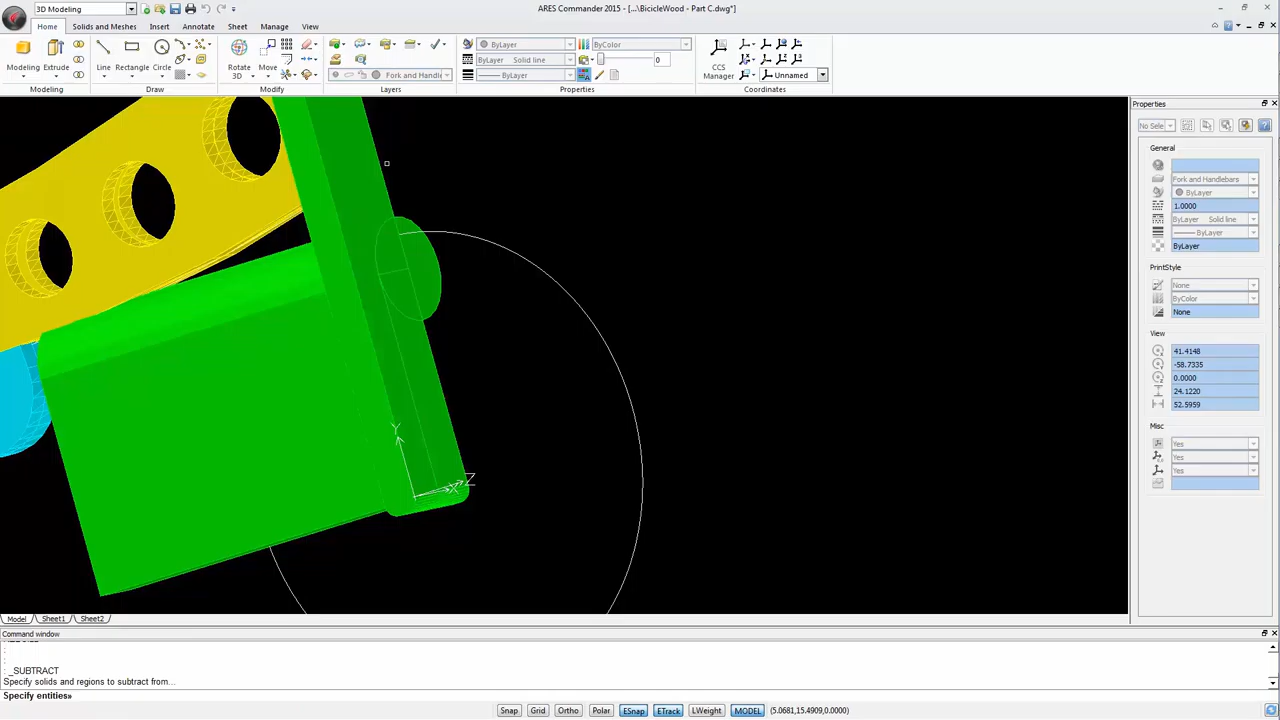 3D Modeling
ARES Commander 2015 - [...\BicicleWood - Part C.dwg*]
Home Solids and Meshes Insert Annotate Sheet Manage View
Modeling Extrude Line Rectangle Circle Rotate 3D Move
ByLayer ByColor
ByLayer Solid line 0
Fork and Handle ByLayer
CCS Manager Unnamed
Modeling Draw Modify Layers Properties Coordinates
Properties
No Sele
General
Fork and Handlebars
ByLayer
1.0000
ByLayer Solid line
ByLayer
ByLayer
PrintStyle
None
ByColor
None
View
41.4148
-58.7335
0.0000
24.1220
52.5959
Misc
Yes
Yes
Yes
Y
Z
X
Model Sheet1 Sheet2
Command window
:
:
: _SUBTRACT
Specify solids and regions to subtract from...
Specify entities»
Snap Grid Ortho Polar ESnap ETrack LWeight MODEL (5.0681,15.4909,0.0000)